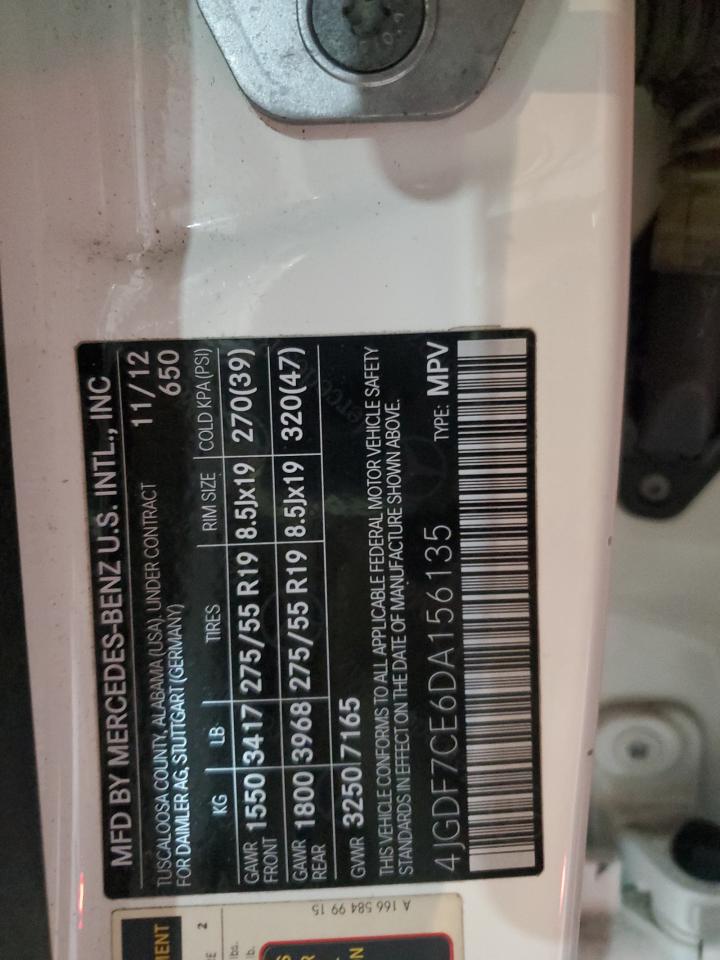 MFD BY MERCEDES-BENZ U.S. INTL., INC
TUSCALOOSA COUNTY, ALABAMA (USA), UNDER CONTRACT 11/12
FOR DAIMLER AG, STUTTGART (GERMANY) 650
KG LB TIRES RIM SIZE COLD KPA (PSI)
GAWR FRONT 1550 3417 275/55 R19 8.5Jx19 270(39)
GAWR REAR 1800 3968 275/55 R19 8.5Jx19 320(47)
GVWR 3250 7165
THIS VEHICLE CONFORMS TO ALL APPLICABLE FEDERAL MOTOR VEHICLE SAFETY
STANDARDS IN EFFECT ON THE DATE OF MANUFACTURE SHOWN ABOVE.
4JGDF7CE6DA156135 TYPE: MPV
A 166 584 99 15
2
lbs.
lb.